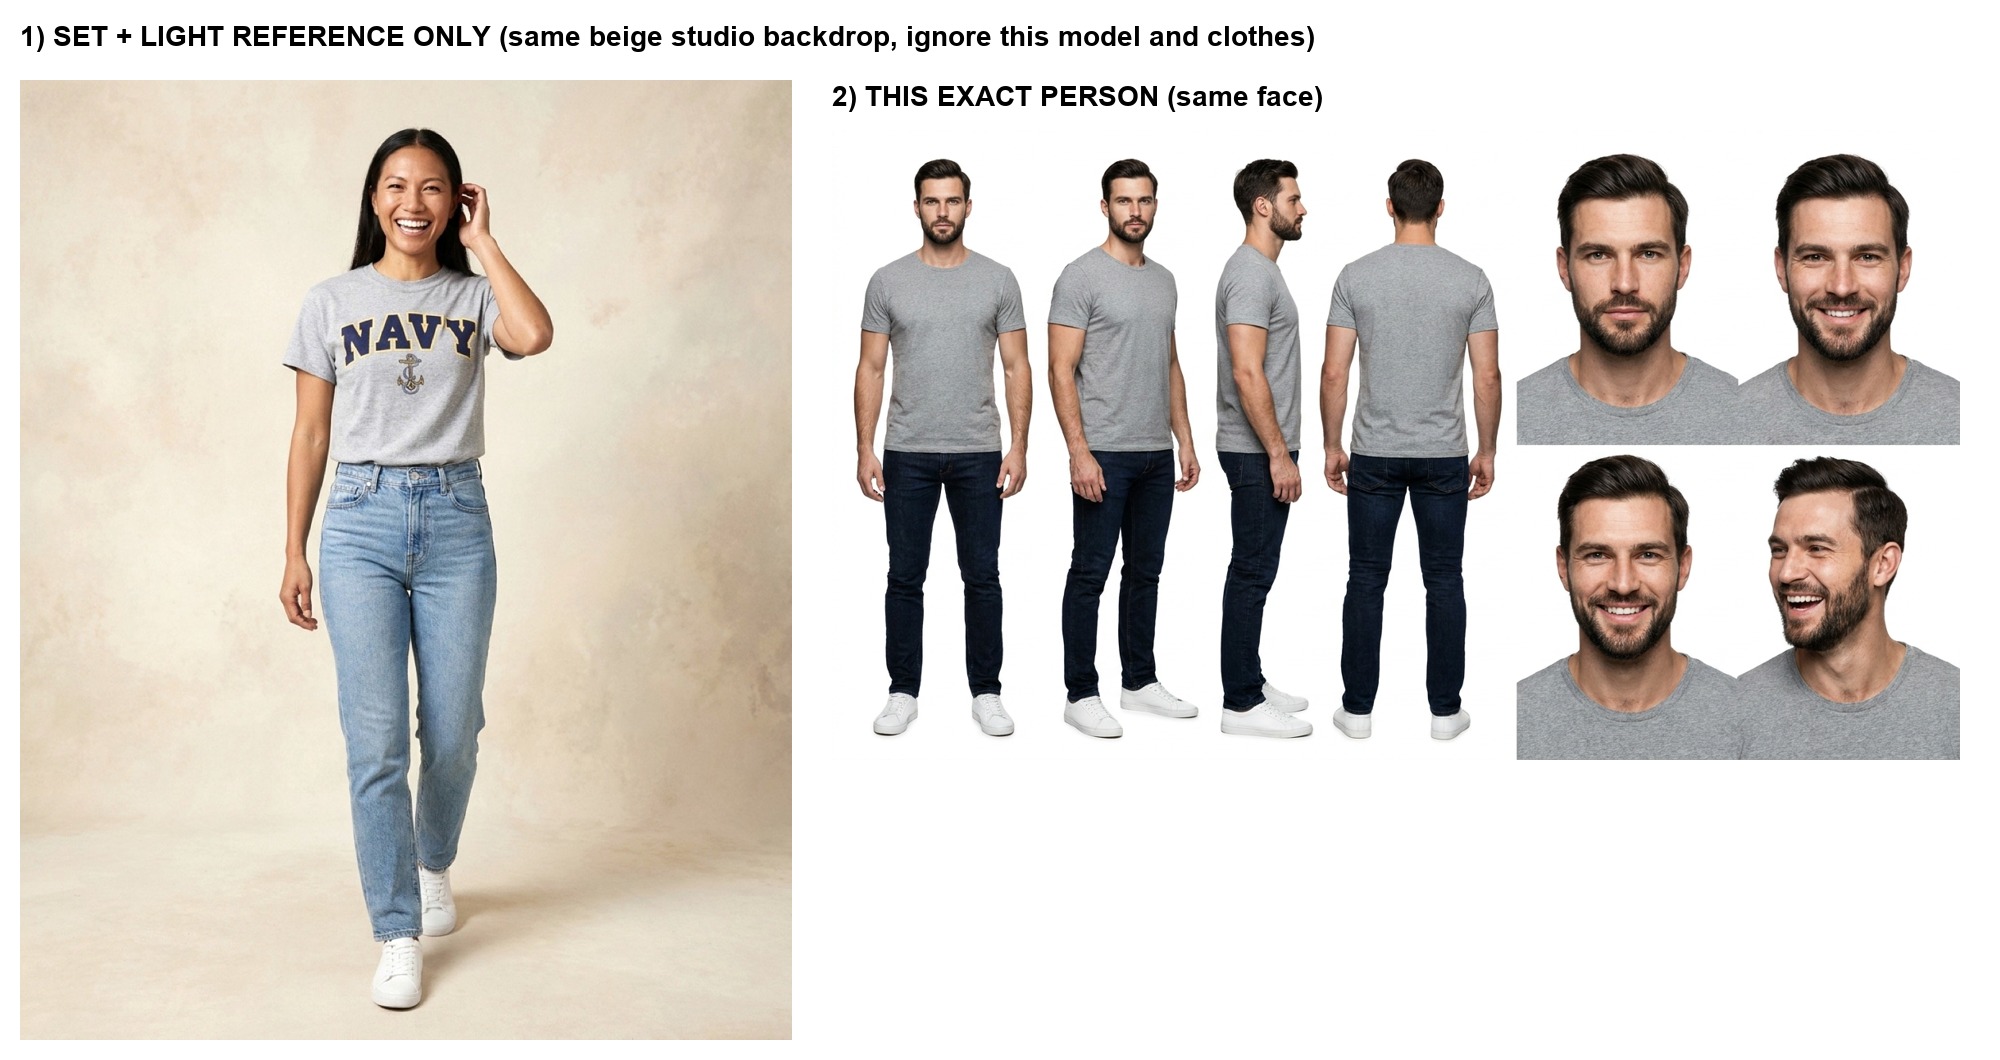 1) SET + LIGHT REFERENCE ONLY (same beige studio backdrop, ignore this model and clothes)
2) THIS EXACT PERSON (same face)
NAVY